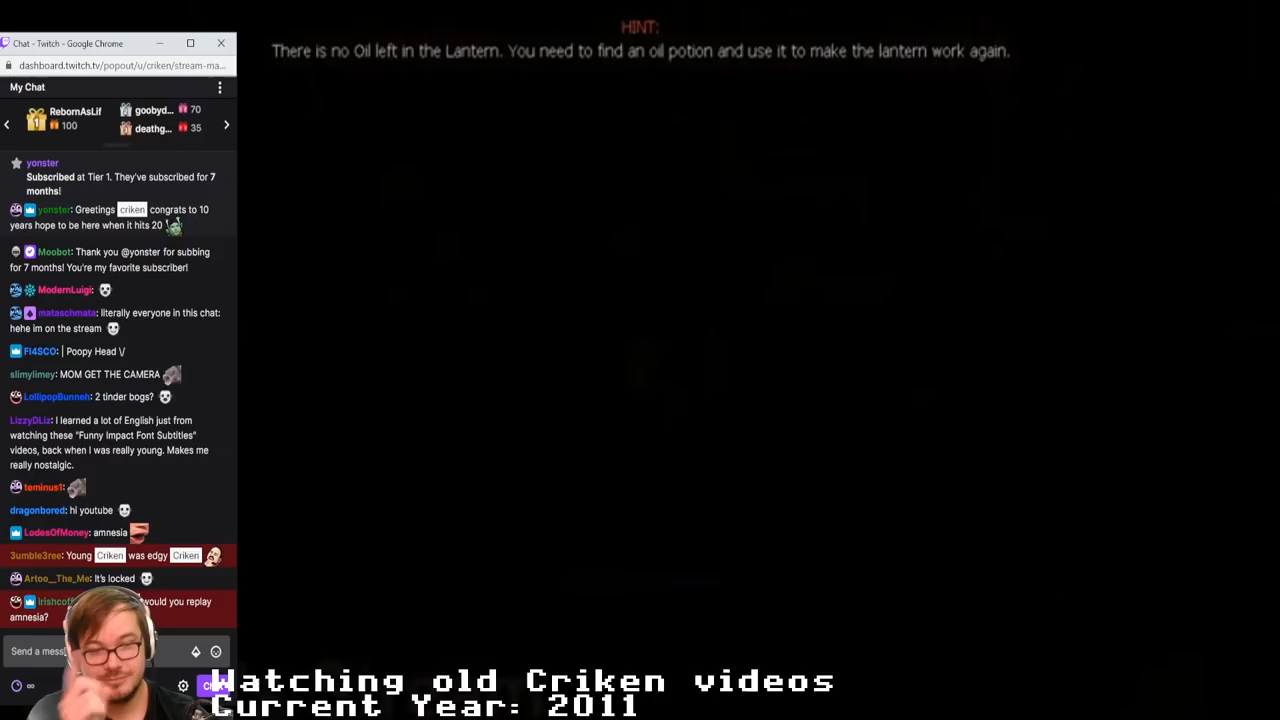 HINT:
There is no Oil left in the Lantern. You need to find an oil potion and use it to make the lantern work again.
Chat - Twitch - Google Chrome
dashboard.twitch.tv/popout/u/criken/stream-ma...
My Chat
RebornAsLif
100
goobyd... 70
deathg... 35
yonster
Subscribed at Tier 1. They've subscribed for 7
months!
yonster: Greetings criken congrats to 10
years hope to be here when it hits 20
Moobot: Thank you @yonster for subbing
for 7 months! You're my favorite subscriber!
ModernLuigi:
mataschmata: literally everyone in this chat:
hehe im on the stream
FI4SCO: | Poopy Head \/
slimylimey: MOM GET THE CAMERA
LollipopBunneh: 2 tinder bogs?
LizzyDLiz: I learned a lot of English just from
watching these "Funny Impact Font Subtitles"
videos, back when I was really young. Makes me
really nostalgic.
teminus1:
dragonbored: hi youtube
LodesOfMoney: amnesia
3umble3ree: Young Criken was edgy Criken
Artoo__The_Me: It's locked
would you replay
amnesia?
Send a
Watching old Criken videos
Current Year: 2011